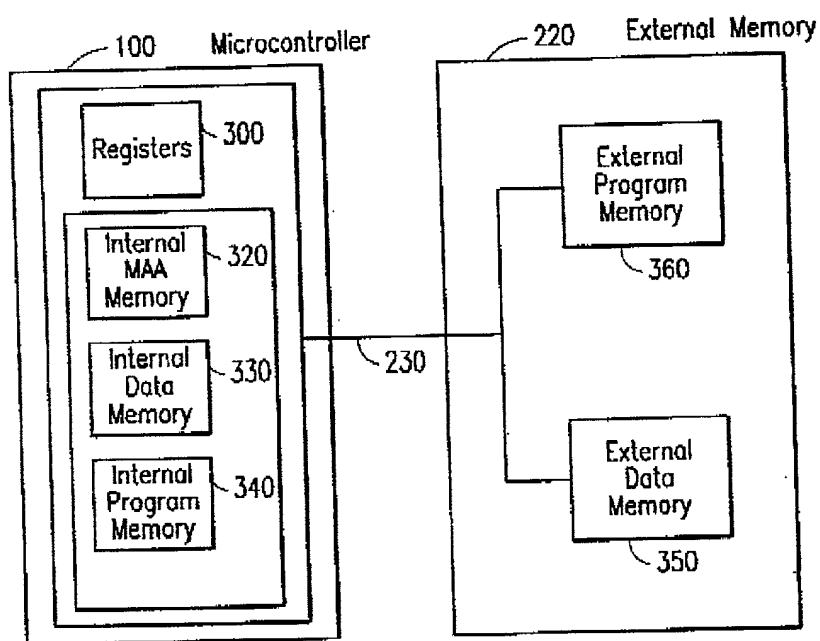 100
Microcontroller
220
External Memory
Registers
300
Internal
MAA
Memory
320
Internal
Data
Memory
330
Internal
Program
Memory
340
230
External
Program
Memory
360
External
Data
Memory
350